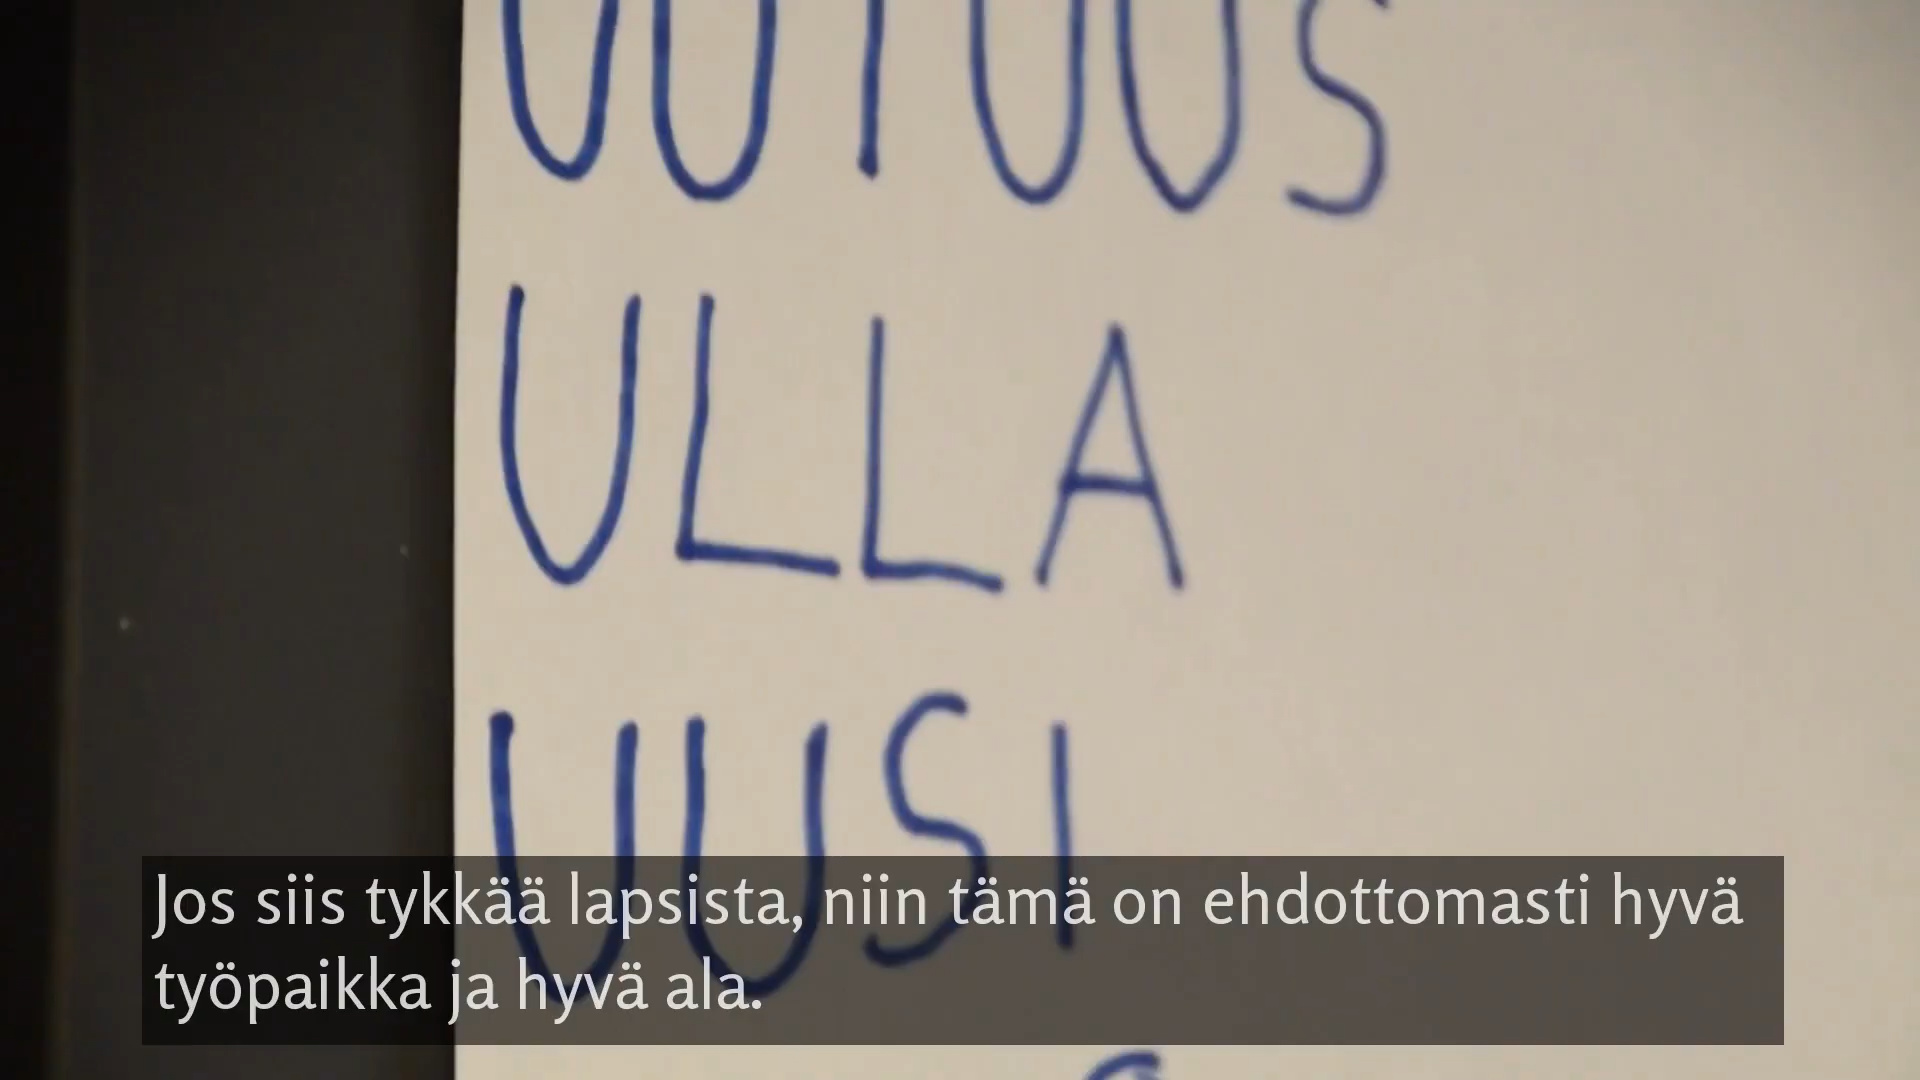 ULLA
UUSI
Jos siis tykkää lapsista, niin tämä on ehdottomasti hyvä
työpaikka ja hyvä ala.